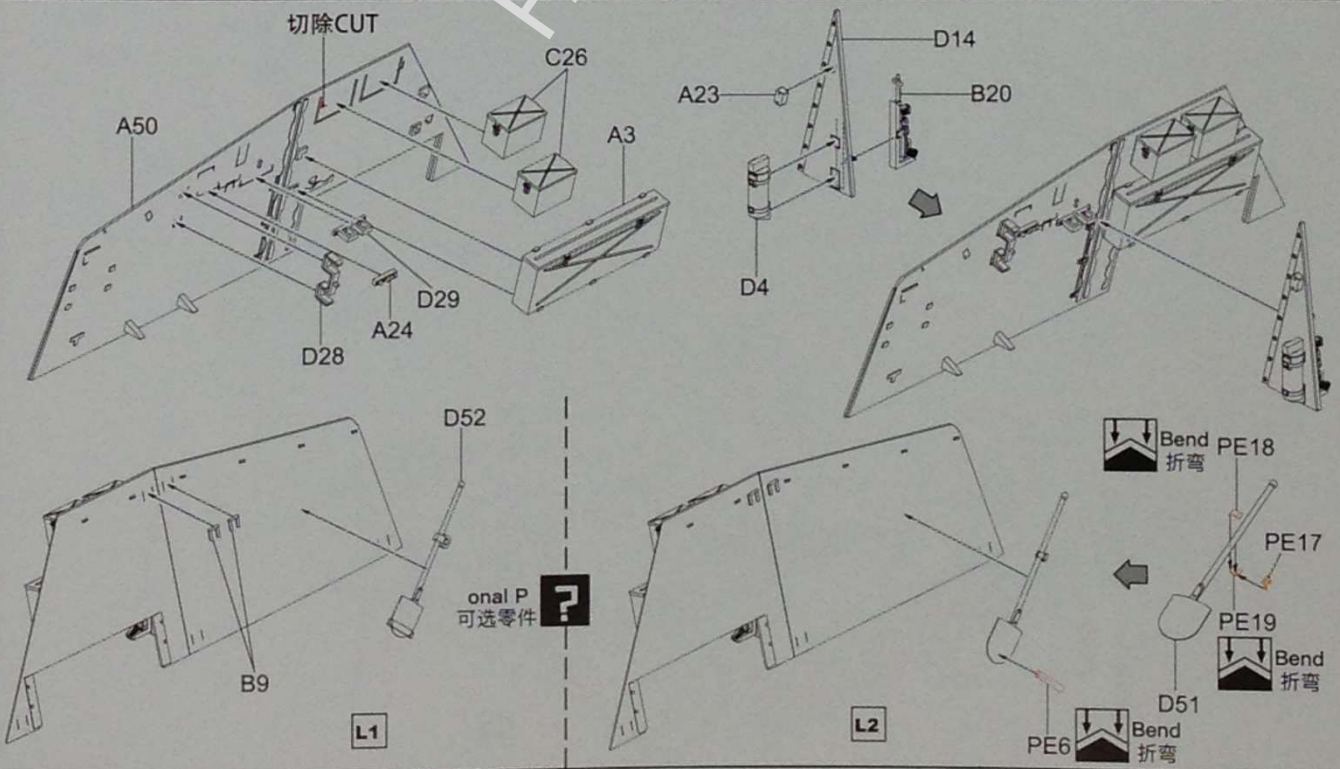 切除CUT
C26
A50
A3
D29
A24
D28
D14
A23
B20
D4
D52
B9
L1
onal P
可选零件
?
L2
Bend
折弯
PE18
PE17
PE19
Bend
折弯
D51
PE6
Bend
折弯